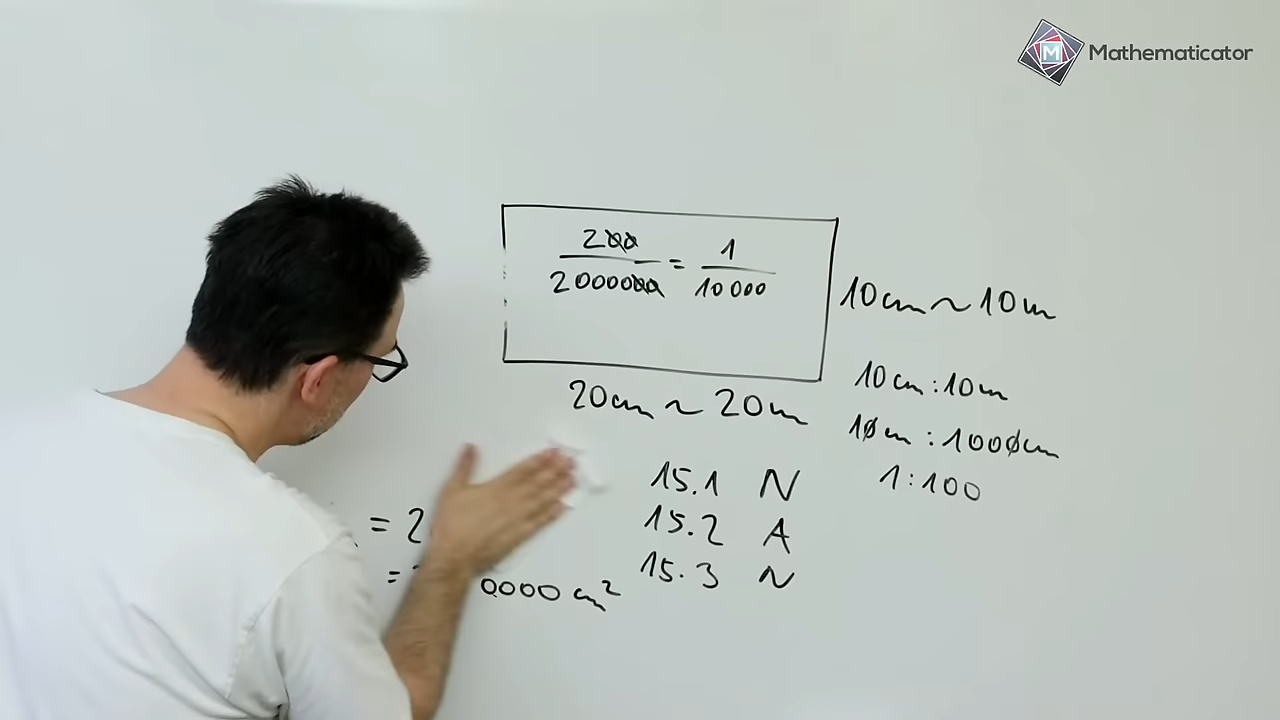 Mathematicator
200/2000000 = 1/10000
10cm ~ 10m
20cm ~ 20m
10cm : 10m
10cm : 1000cm
1:100
15.1 N
15.2 A
15.3 N
= 2
= 0000 cm²